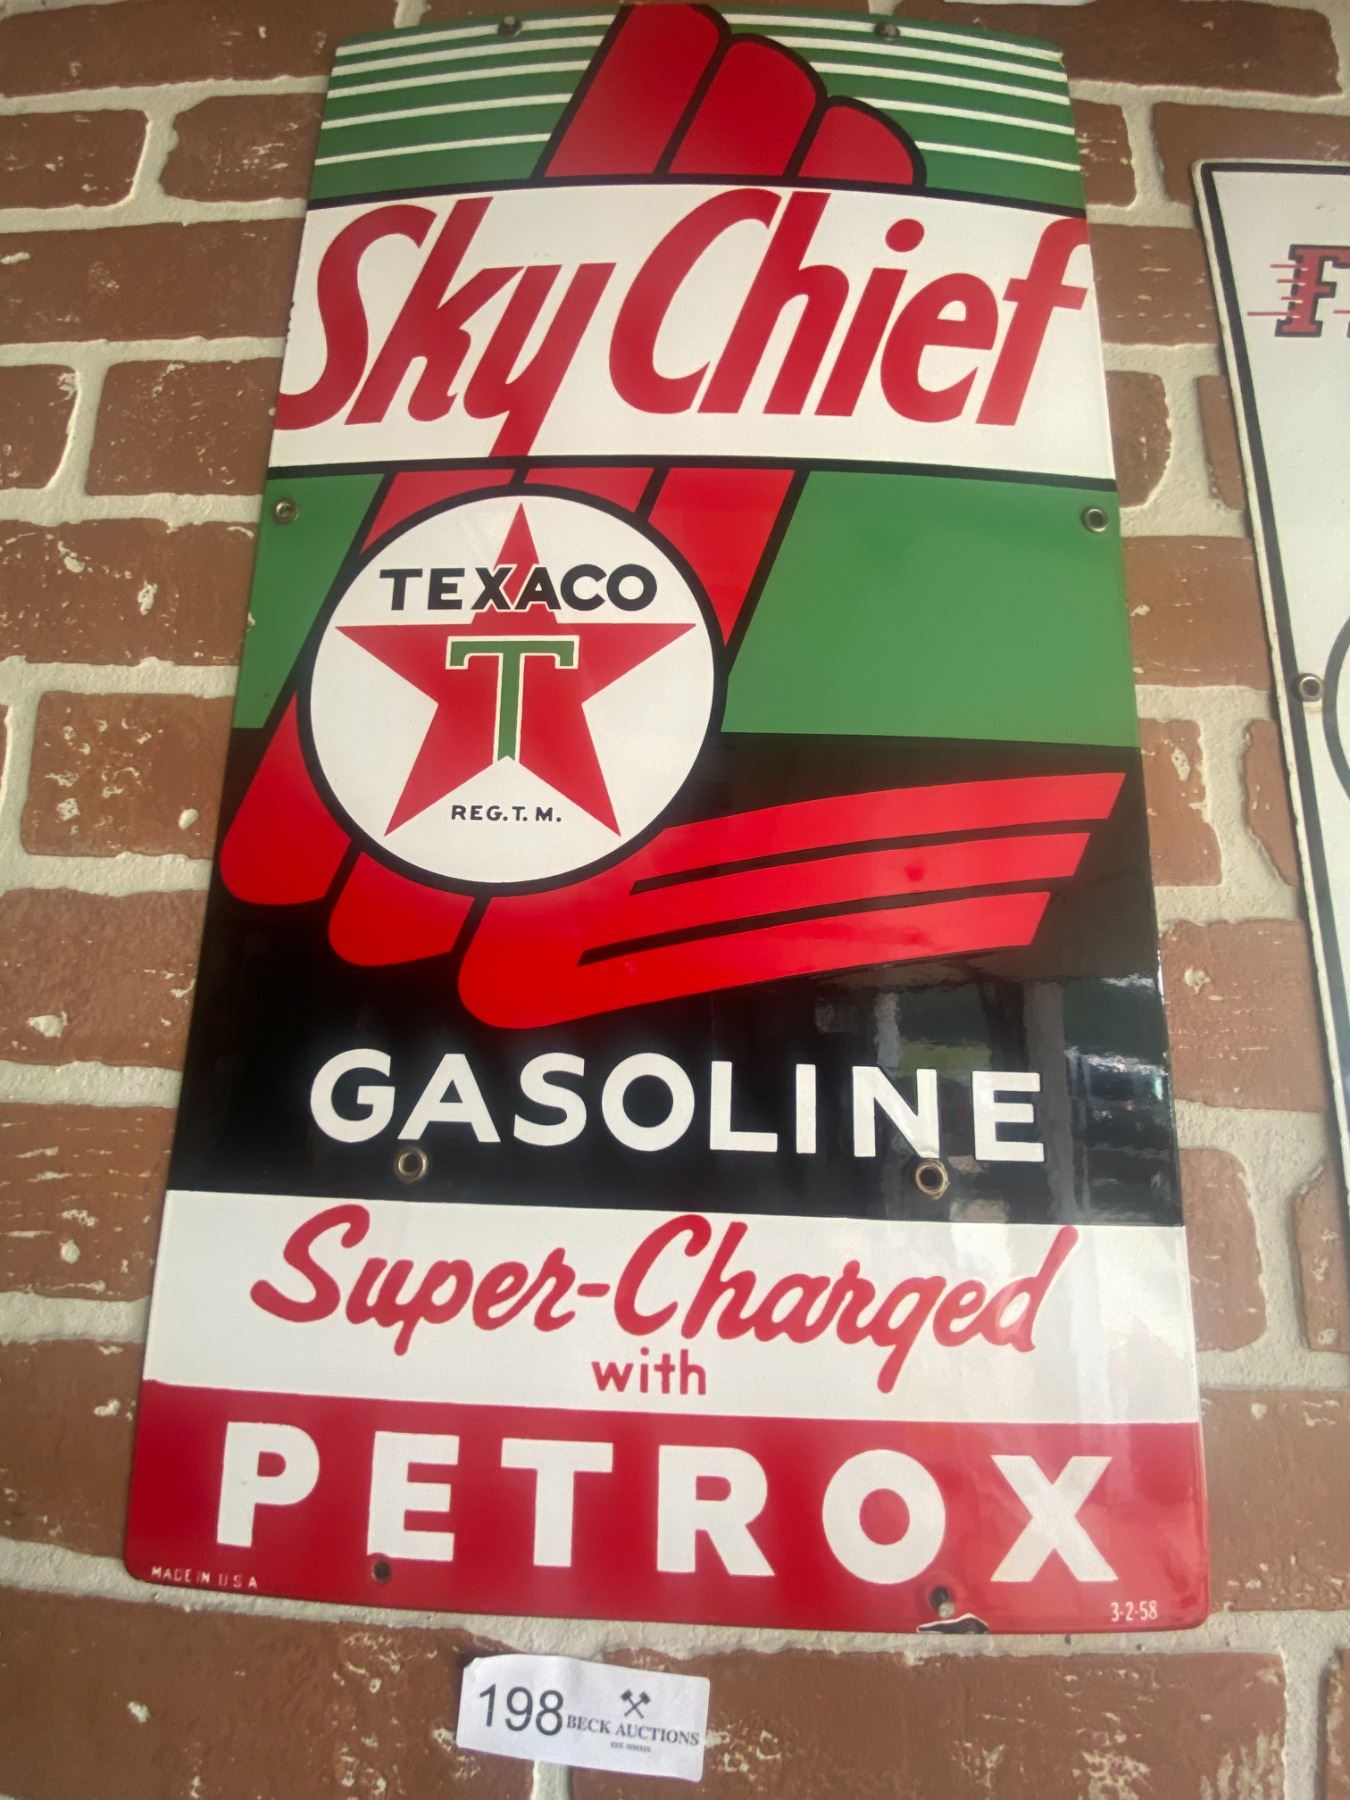 Sky Chief
TEXACO
T
REG. T. M.
GASOLINE
Super-Charged
with
PETROX
MADE IN U S A
3-2-58
198
BECK AUCTIONS
F